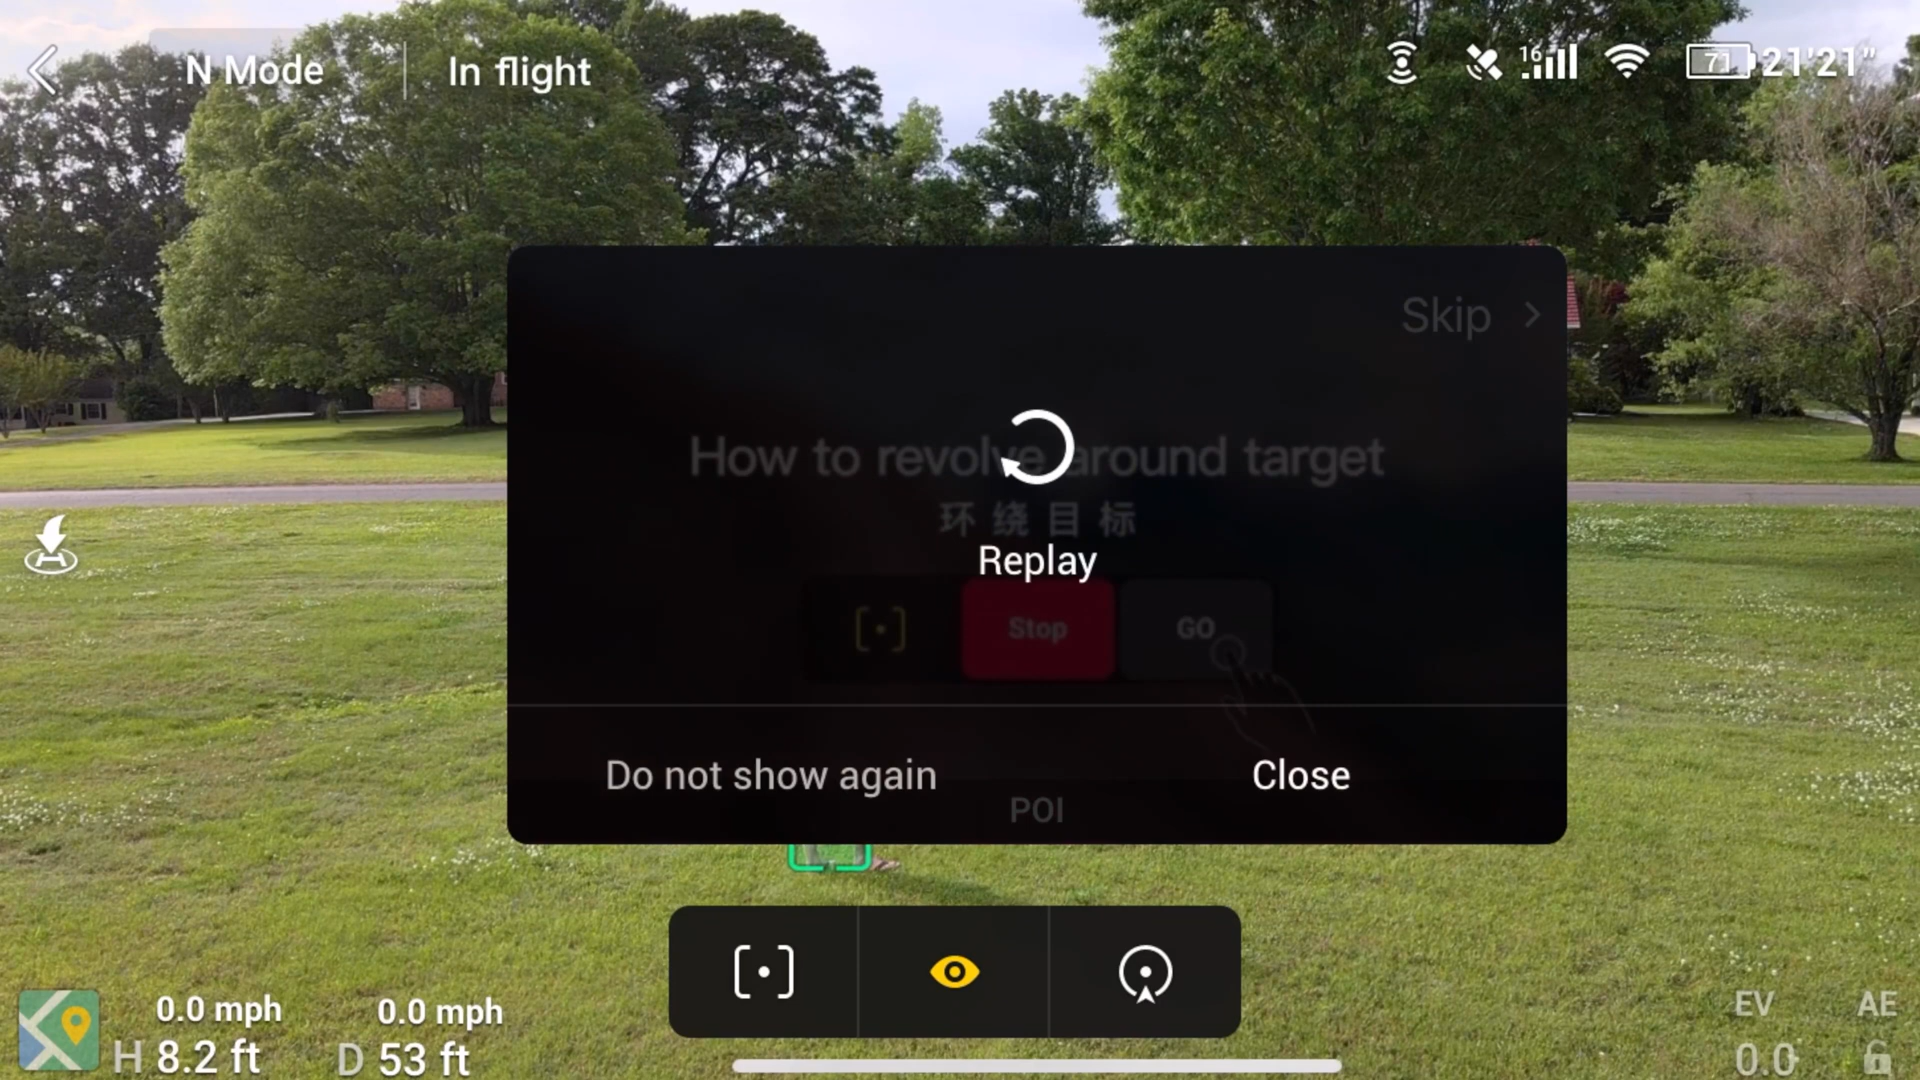 N Mode
In flight
16
71
21'21"
Skip
How to revolve around target
环绕目标
Replay
Stop
GO
Do not show again
Close
POI
0.0 mph
0.0 mph
H 8.2 ft
D 53 ft
EV
AE
0.0